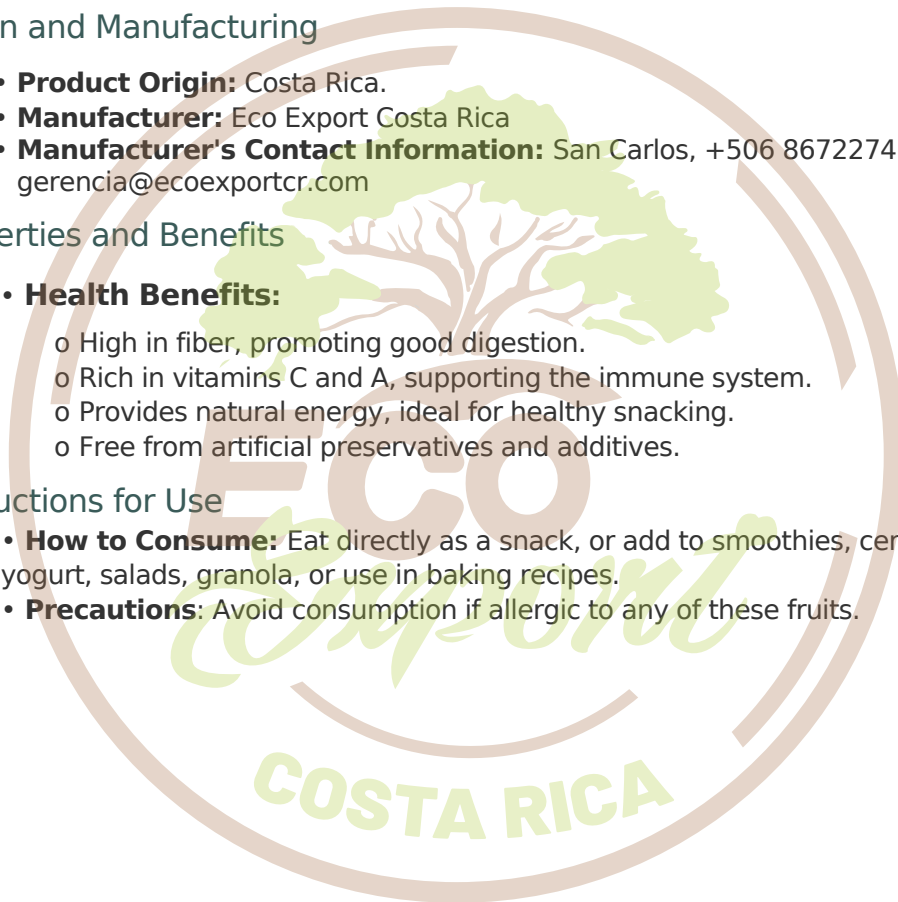 n and Manufacturing
• Product Origin: Costa Rica.
• Manufacturer: Eco Export Costa Rica
• Manufacturer's Contact Information: San Carlos, +506 8672274
gerencia@ecoexportcr.com
erties and Benefits
• Health Benefits:
o High in fiber, promoting good digestion.
o Rich in vitamins C and A, supporting the immune system.
o Provides natural energy, ideal for healthy snacking.
o Free from artificial preservatives and additives.
uctions for Use
• How to Consume: Eat directly as a snack, or add to smoothies, cer
yogurt, salads, granola, or use in baking recipes.
• Precautions: Avoid consumption if allergic to any of these fruits.
Eco
Export
COSTA RICA